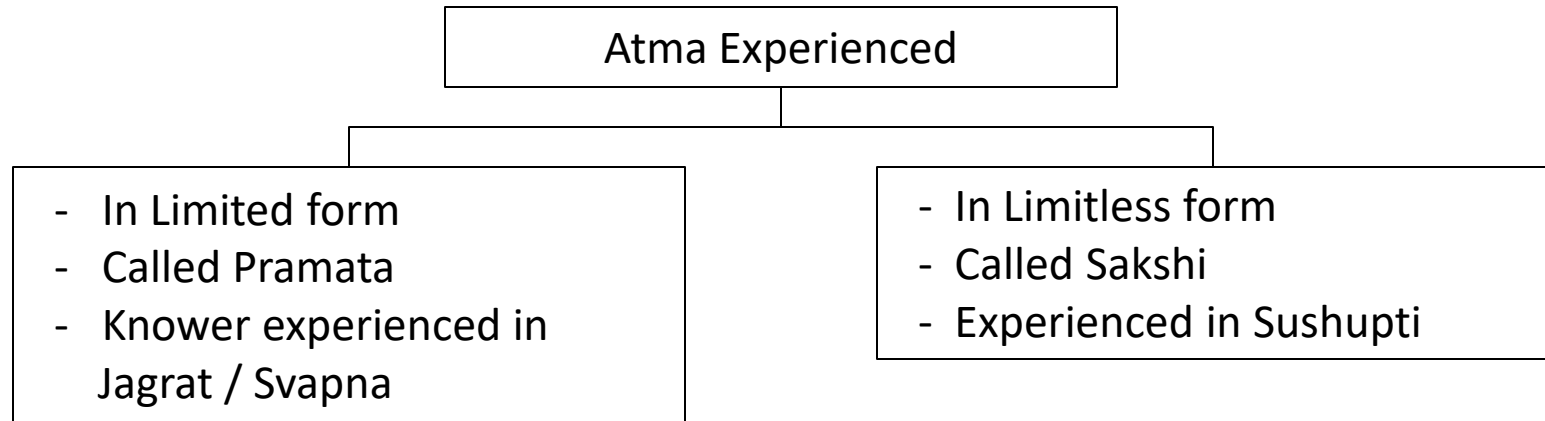 Atma Experienced
- In Limited form
- Called Pramata
- Knower experienced in
Jagrat / Svapna
- In Limitless form
- Called Sakshi
- Experienced in Sushupti